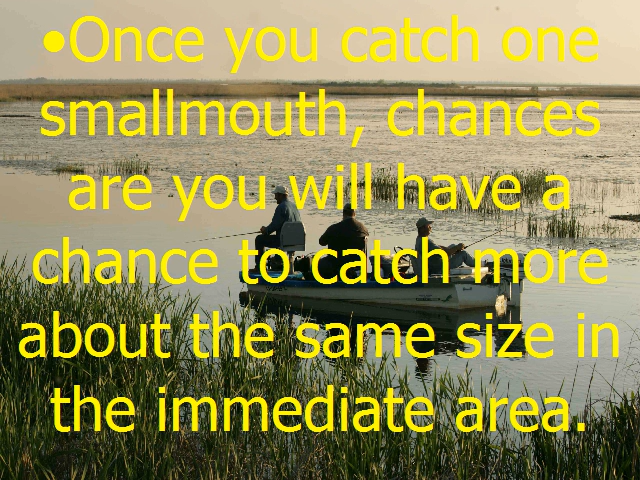 •Once you catch one
smallmouth, chances
are you will have a
chance to catch more
about the same size in
the immediate area.